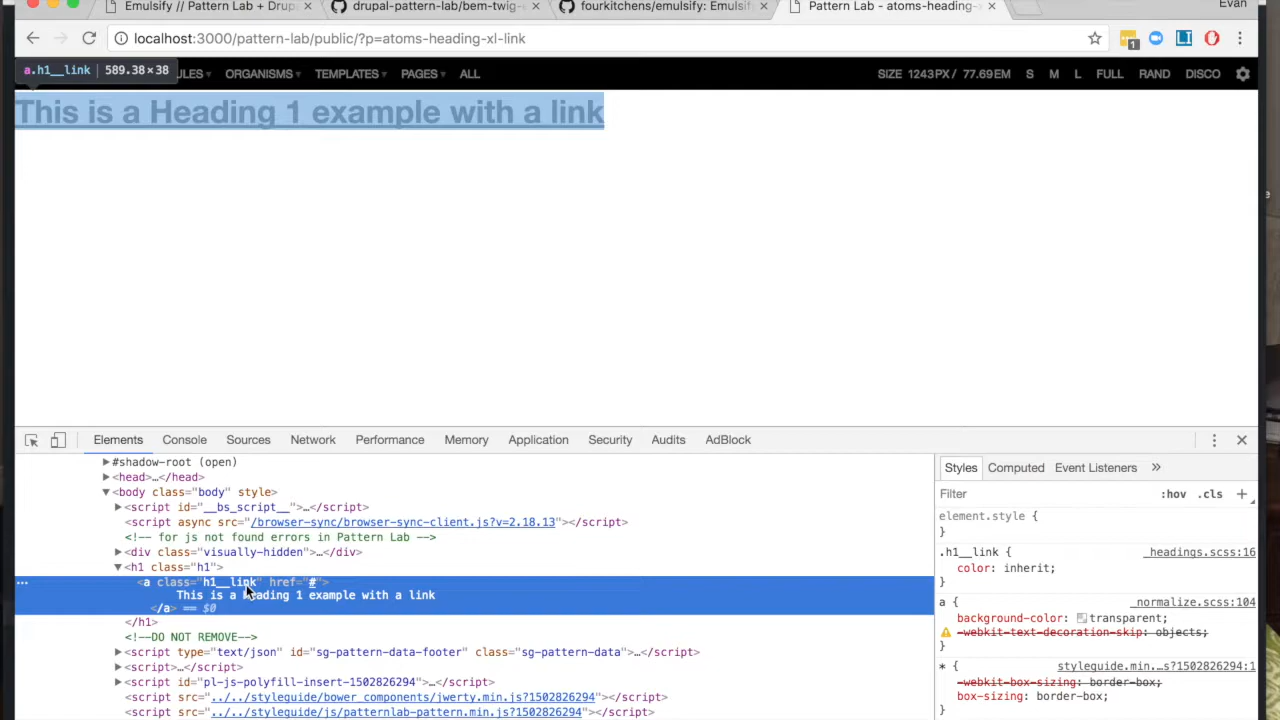 Evan
Emulsify // Pattern Lab + Drup
drupal-pattern-lab/bem-twig-e
fourkitchens/emulsify: Emulsif
Pattern Lab - atoms-heading-
localhost:3000/pattern-lab/public/?p=atoms-heading-xl-link
1
a.h1__link | 589.38×38
ULES ORGANISMS TEMPLATES PAGES ALL SIZE 1243PX / 77.69EM S M L FULL RAND DISCO
This is a Heading 1 example with a link
Elements Console Sources Network Performance Memory Application Security Audits AdBlock
#shadow-root (open)
<head>…</head>
<body class="body" style>
<script id="__bs_script__">…</script>
<script async src="/browser-sync/browser-sync-client.js?v=2.18.13"></script>
<!-- for js not found errors in Pattern Lab -->
<div class="visually-hidden">…</div>
<h1 class="h1">
<a class="h1__link" href="#">
This is a Heading 1 example with a link
</a> == $0
</h1>
<!--DO NOT REMOVE-->
<script type="text/json" id="sg-pattern-data-footer" class="sg-pattern-data">…</script>
<script>…</script>
<script id="pl-js-polyfill-insert-1502826294">…</script>
<script src="../../styleguide/bower_components/jwerty.min.js?1502826294"></script>
<script src="../../styleguide/js/patternlab-pattern.min.js?1502826294"></script>
Styles Computed Event Listeners »
Filter :hov .cls +
element.style {
}
.h1__link { _headings.scss:16
color: inherit;
}
a { _normalize.scss:104
background-color: transparent;
-webkit-text-decoration-skip: objects;
}
* { styleguide.min.…s?1502826294:1
-webkit-box-sizing: border-box;
box-sizing: border-box;
}